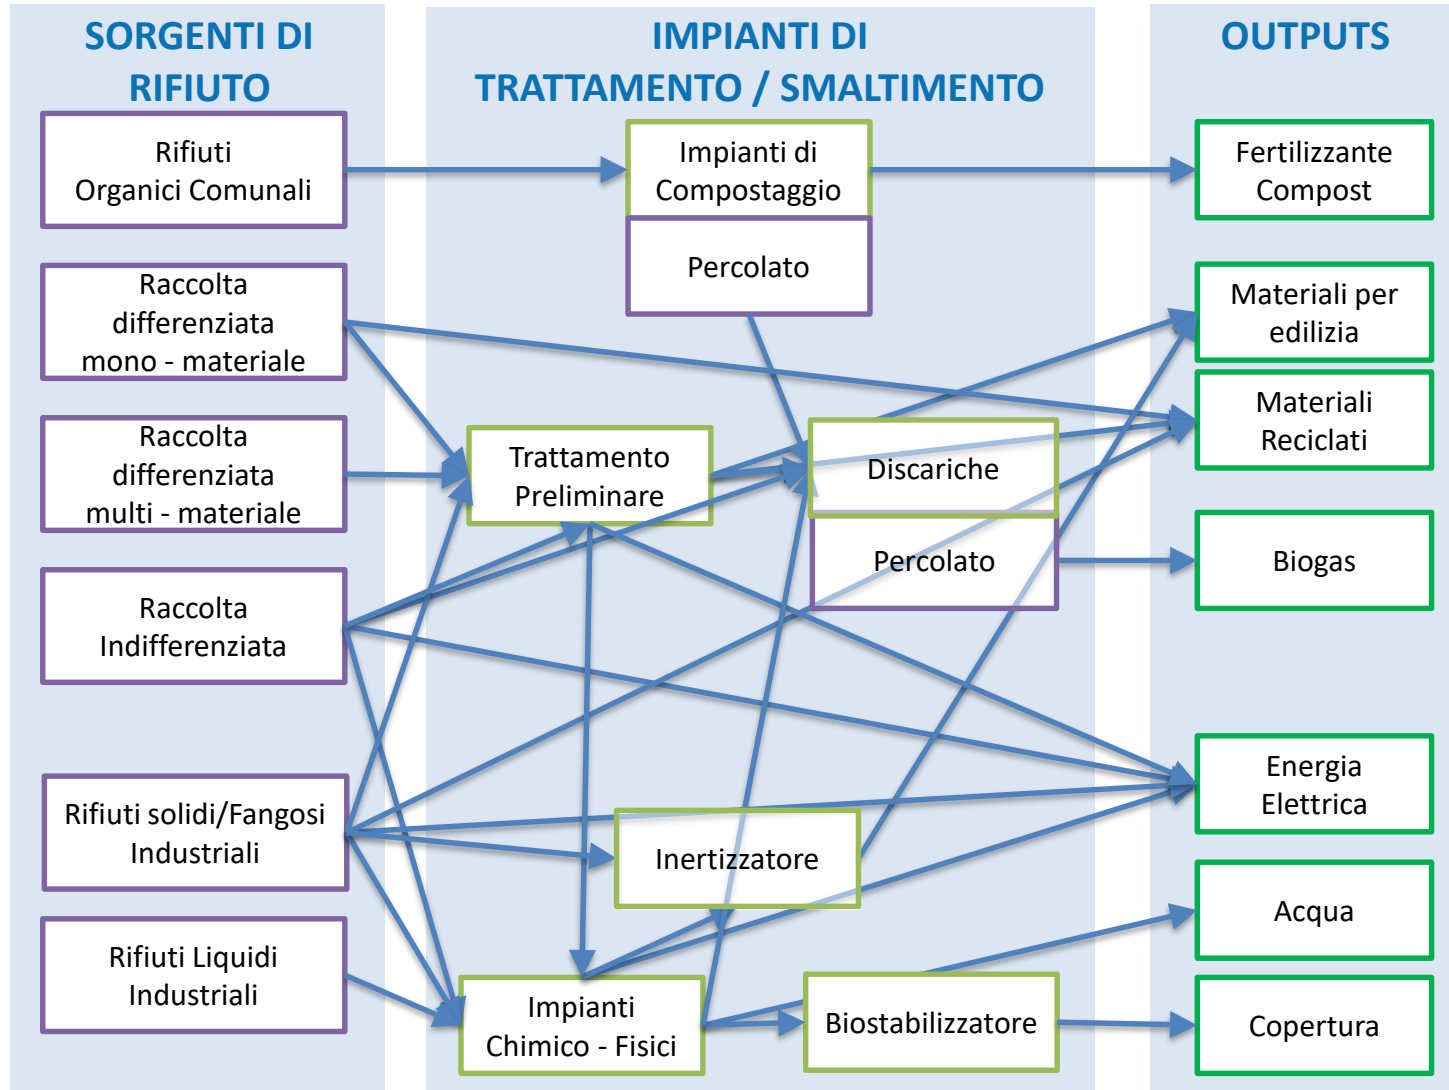 SORGENTI DI
RIFIUTO
Rifiuti
Organici Comunali
Raccolta
differenziata
mono - materiale
Raccolta
differenziata
multi - materiale
Raccolta
Indifferenziata
Rifiuti solidi/Fangosi
Industriali
Rifiuti Liquidi
Industriali
IMPIANTI DI
TRATTAMENTO / SMALTIMENTO
Impianti di
Compostaggio
Percolato
Trattamento
Preliminare
Discariche
Percolato
Inertizzatore
Impianti
Chimico - Fisici
Biostabilizzatore
OUTPUTS
Fertilizzante
Compost
Materiali per
edilizia
Materiali
Reciclati
Biogas
Energia
Elettrica
Acqua
Copertura